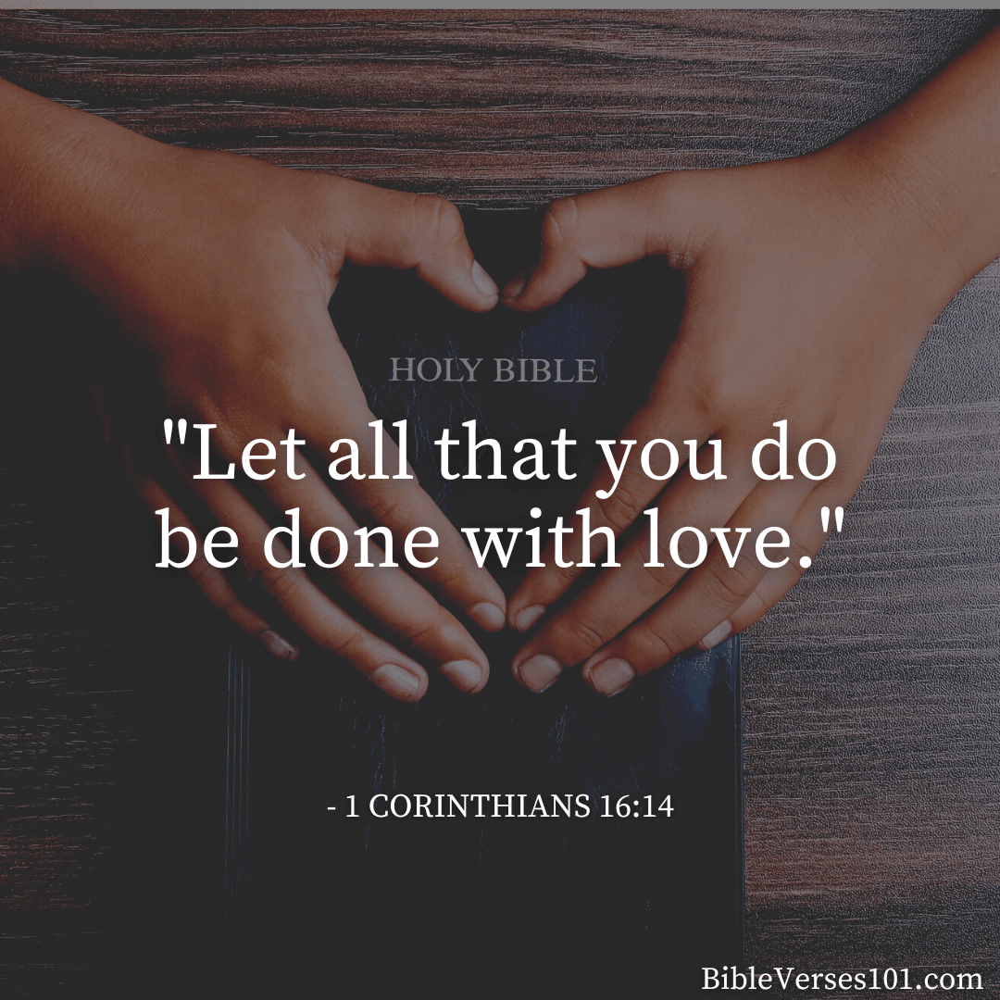 HOLY BIBLE
"Let all that you do
be done with love."
- 1 CORINTHIANS 16:14
BibleVerses101.com